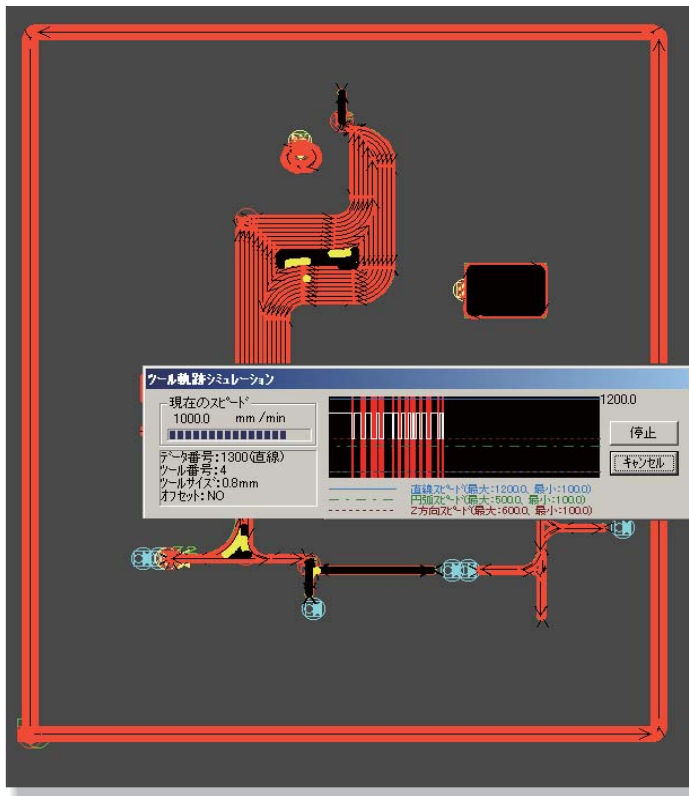 ツール軌跡シミュレーション
現在のスピード
1000.0 mm/min
データ番号:1300(直線)
ツール番号:4
ツールサイズ:0.8mm
オフセット:NO
1200.0
停止
キャンセル
直線スピード(最大:1200.0, 最小:100.0)
円弧スピード(最大:500.0, 最小:100.0)
Z方向スピード(最大:600.0, 最小:100.0)